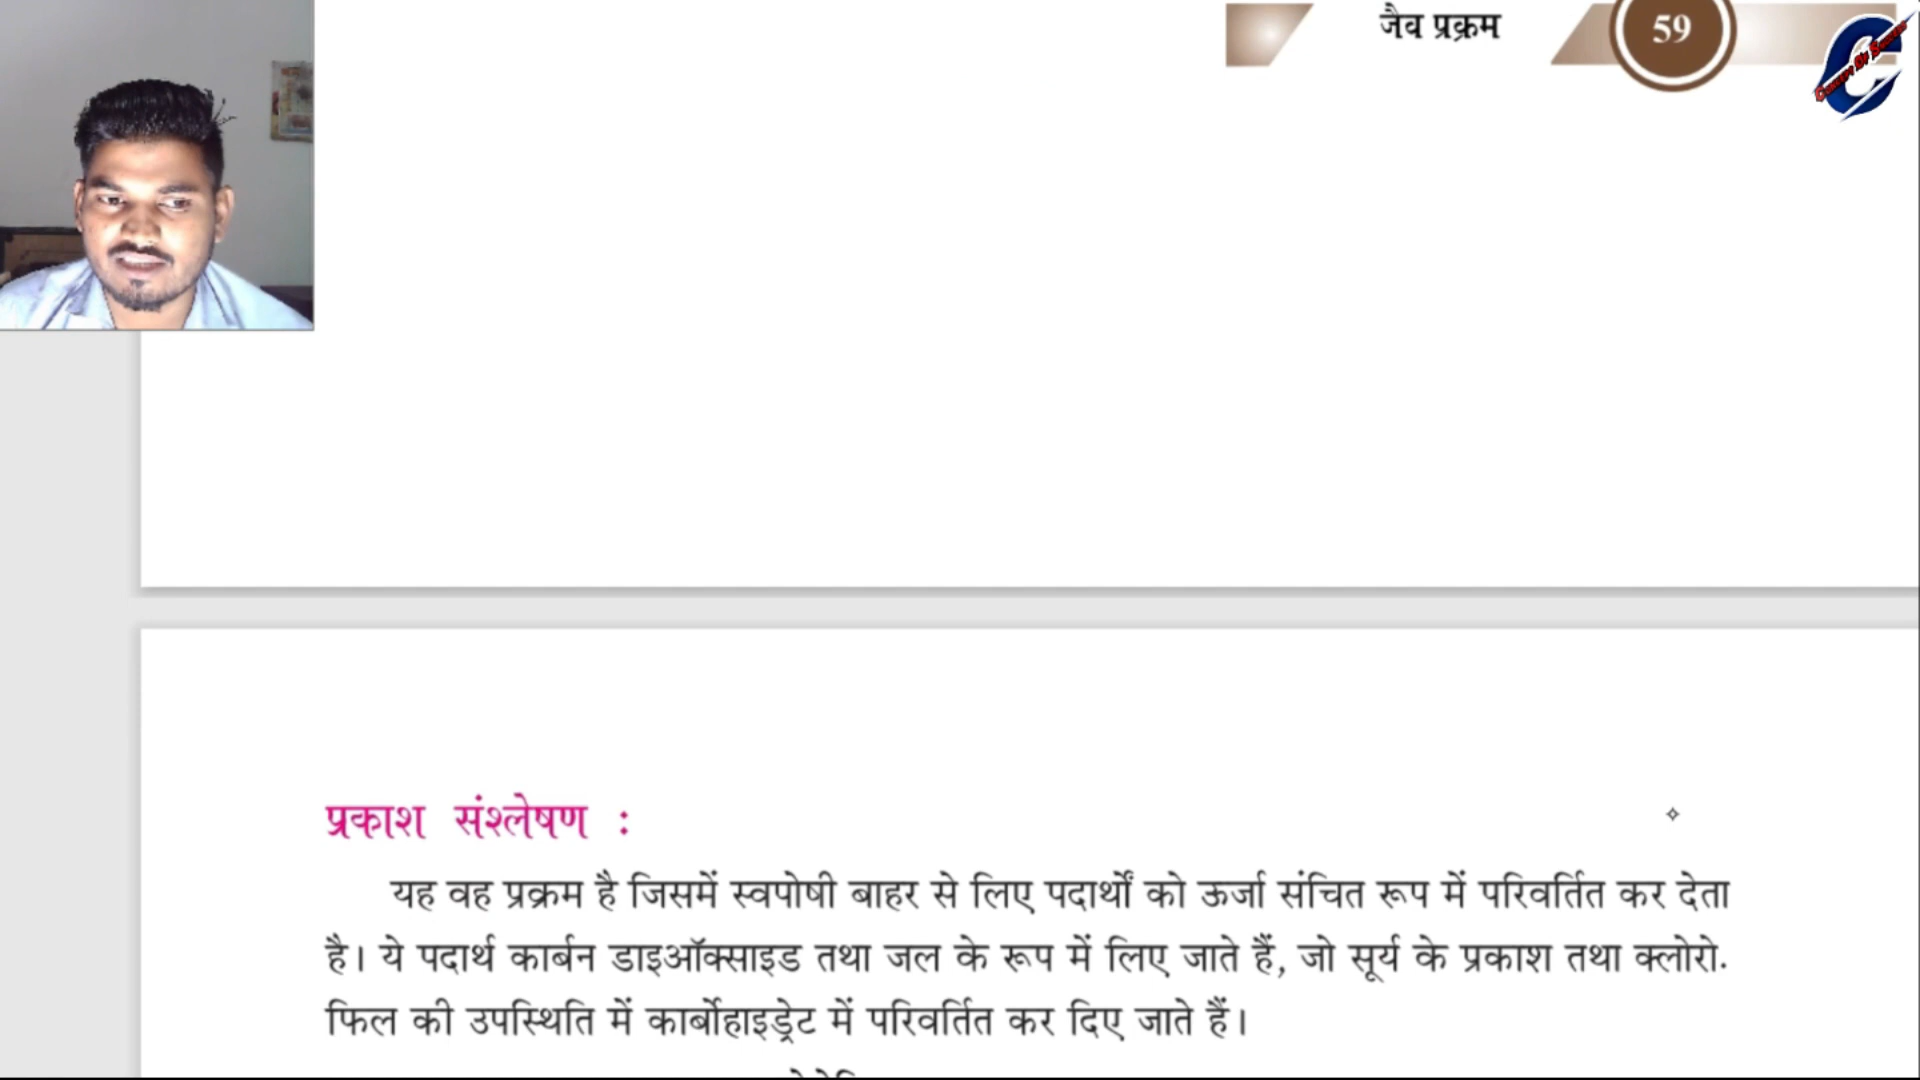 जैव प्रक्रम
59
प्रकाश संश्लेषण :
यह वह प्रक्रम है जिसमें स्वपोषी बाहर से लिए पदार्थों को ऊर्जा संचित रूप में परिवर्तित कर देता
है। ये पदार्थ कार्बन डाइऑक्साइड तथा जल के रूप में लिए जाते हैं, जो सूर्य के प्रकाश तथा क्लोरो.
फिल की उपस्थिति में कार्बोहाइड्रेट में परिवर्तित कर दिए जाते हैं।